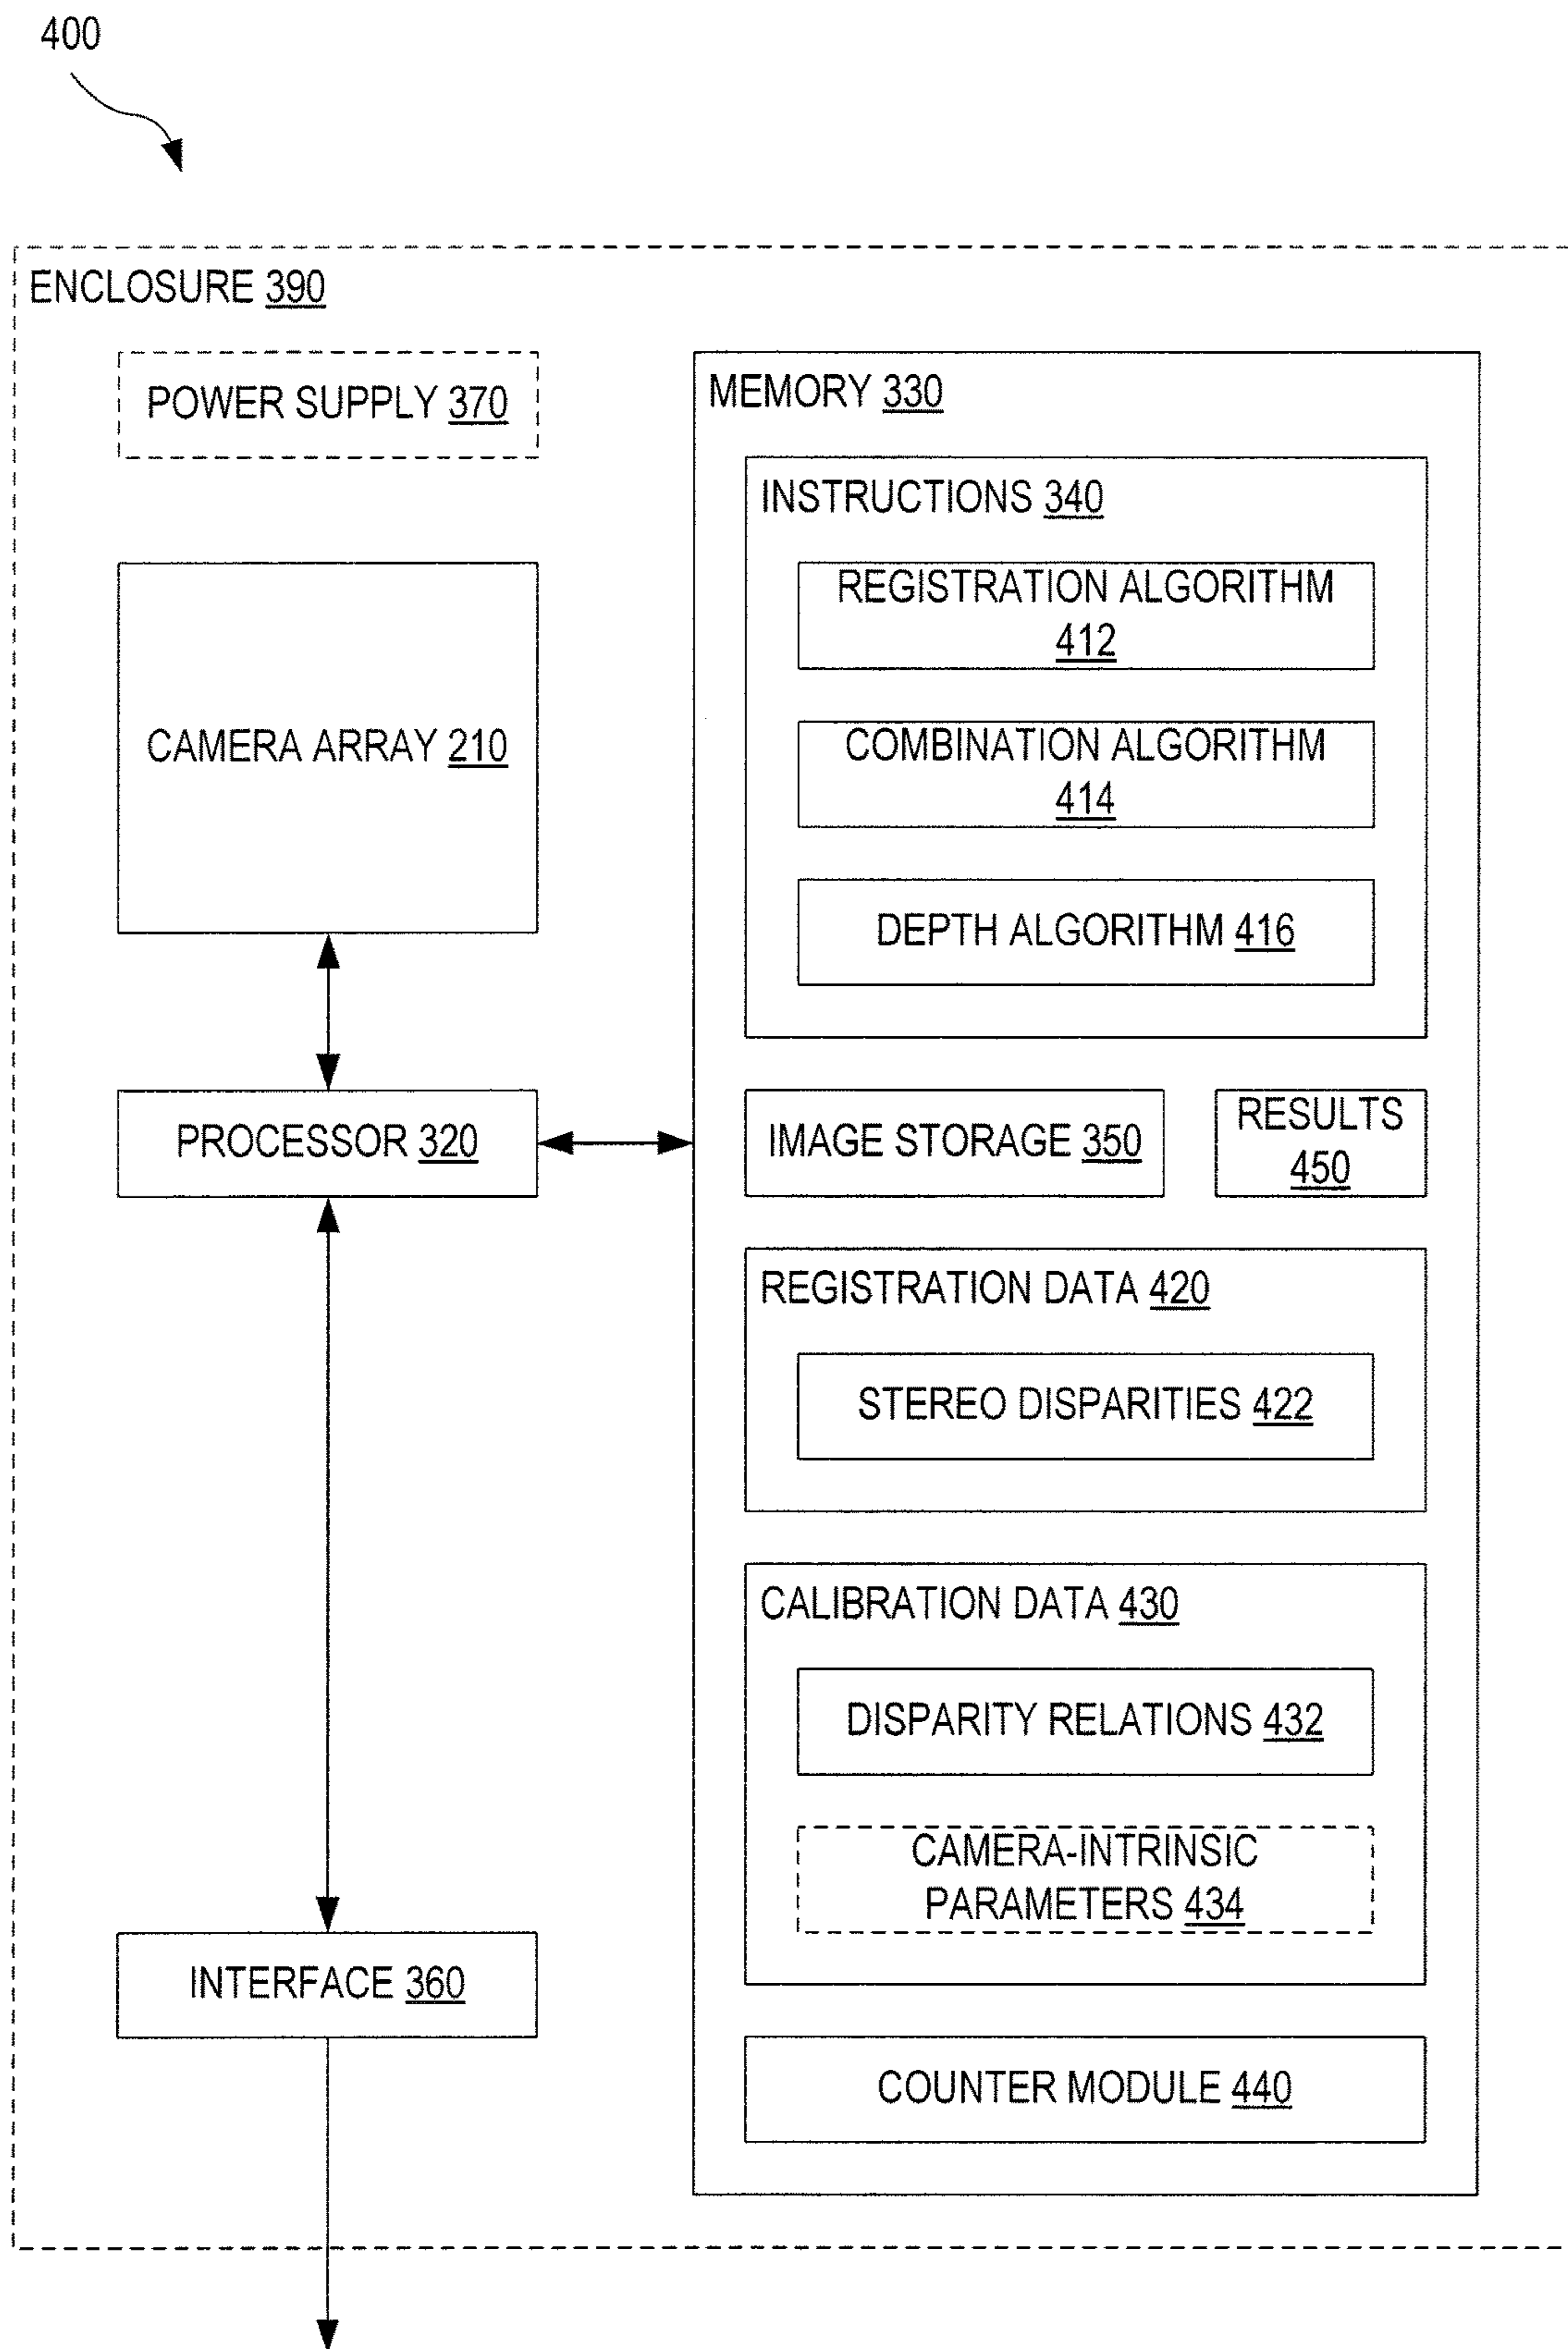 400
ENCLOSURE 390
POWER SUPPLY 370
CAMERA ARRAY 210
PROCESSOR 320
INTERFACE 360
MEMORY 330
INSTRUCTIONS 340
REGISTRATION ALGORITHM
412
COMBINATION ALGORITHM
414
DEPTH ALGORITHM 416
IMAGE STORAGE 350
RESULTS
450
REGISTRATION DATA 420
STEREO DISPARITIES 422
CALIBRATION DATA 430
DISPARITY RELATIONS 432
CAMERA-INTRINSIC
PARAMETERS 434
COUNTER MODULE 440